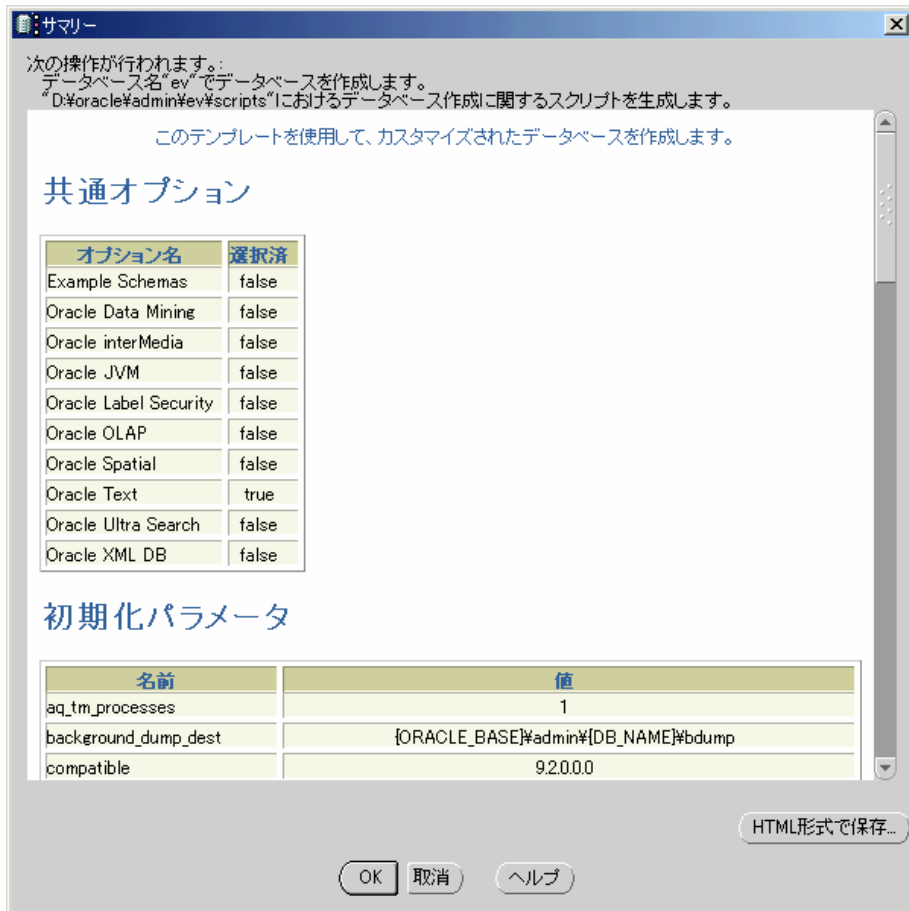 サマリー
次の操作が行われます。:
データベース名"ev"でデータベースを作成します。
"D:¥oracle¥admin¥ev¥scripts"におけるデータベース作成に関するスクリプトを生成します。
このテンプレートを使用して、カスタマイズされたデータベースを作成します。
共通オプション
オプション名 選択済
Example Schemas false
Oracle Data Mining false
Oracle interMedia false
Oracle JVM false
Oracle Label Security false
Oracle OLAP false
Oracle Spatial false
Oracle Text true
Oracle Ultra Search false
Oracle XML DB false
初期化パラメータ
名前 値
aq_tm_processes 1
background_dump_dest {ORACLE_BASE}¥admin¥{DB_NAME}¥bdump
compatible 9.2.0.0.0
HTML形式で保存...
OK 取消 ヘルプ